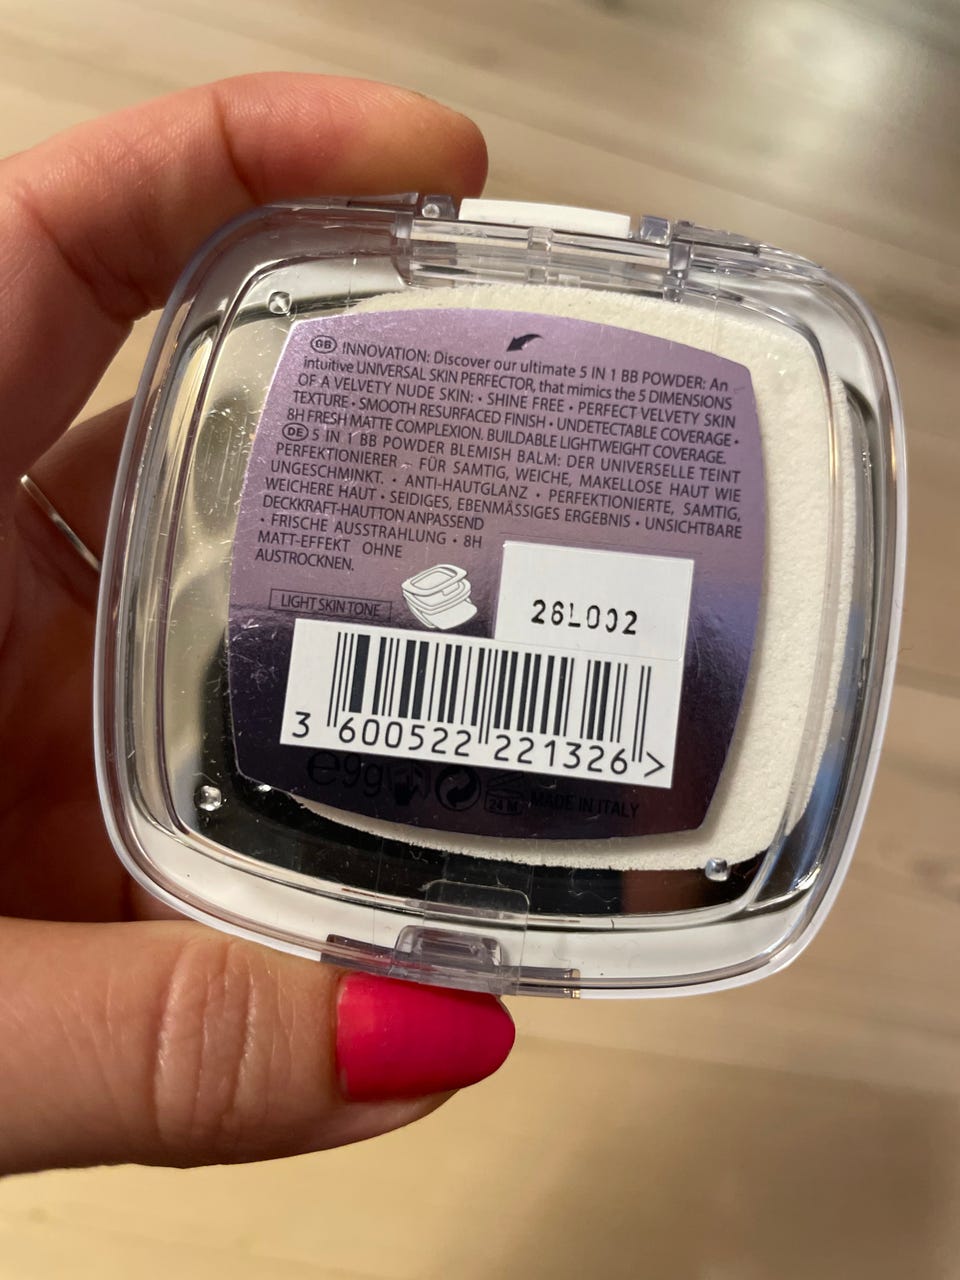 GB INNOVATION: Discover our ultimate 5 IN 1 BB POWDER: An
intuitive UNIVERSAL SKIN PERFECTOR, that mimics the 5 DIMENSIONS
OF A VELVETY NUDE SKIN: • SHINE FREE • PERFECT VELVETY SKIN
TEXTURE • SMOOTH RESURFACED FINISH • UNDETECTABLE COVERAGE •
8H FRESH MATTE COMPLEXION. BUILDABLE LIGHTWEIGHT COVERAGE.
DE 5 IN 1 BB POWDER BLEMISH BALM: DER UNIVERSELLE TEINT
PERFEKTIONIERER – FÜR SAMTIG, WEICHE, MAKELLOSE HAUT WIE
UNGESCHMINKT. • ANTI-HAUTGLANZ • PERFEKTIONIERTE, SAMTIG,
WEICHERE HAUT • SEIDIGES, EBENMÄSSIGES ERGEBNIS • UNSICHTBARE
DECKKRAFT-HAUTTON ANPASSEND
• FRISCHE AUSSTRAHLUNG • 8H
MATT-EFFEKT OHNE
AUSTROCKNEN.
LIGHT SKIN TONE
26L002
3 600522 221326 >
e 9g
24 M
MADE IN ITALY